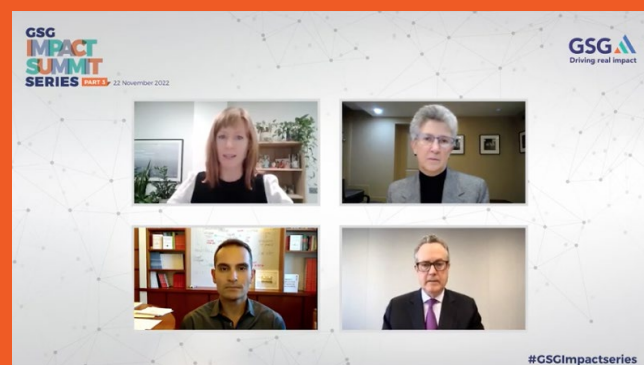 GSG
IMPACT
SUMMIT
SERIES PART 3 22 November 2022
GSG
Driving real impact
#GSGImpactseries